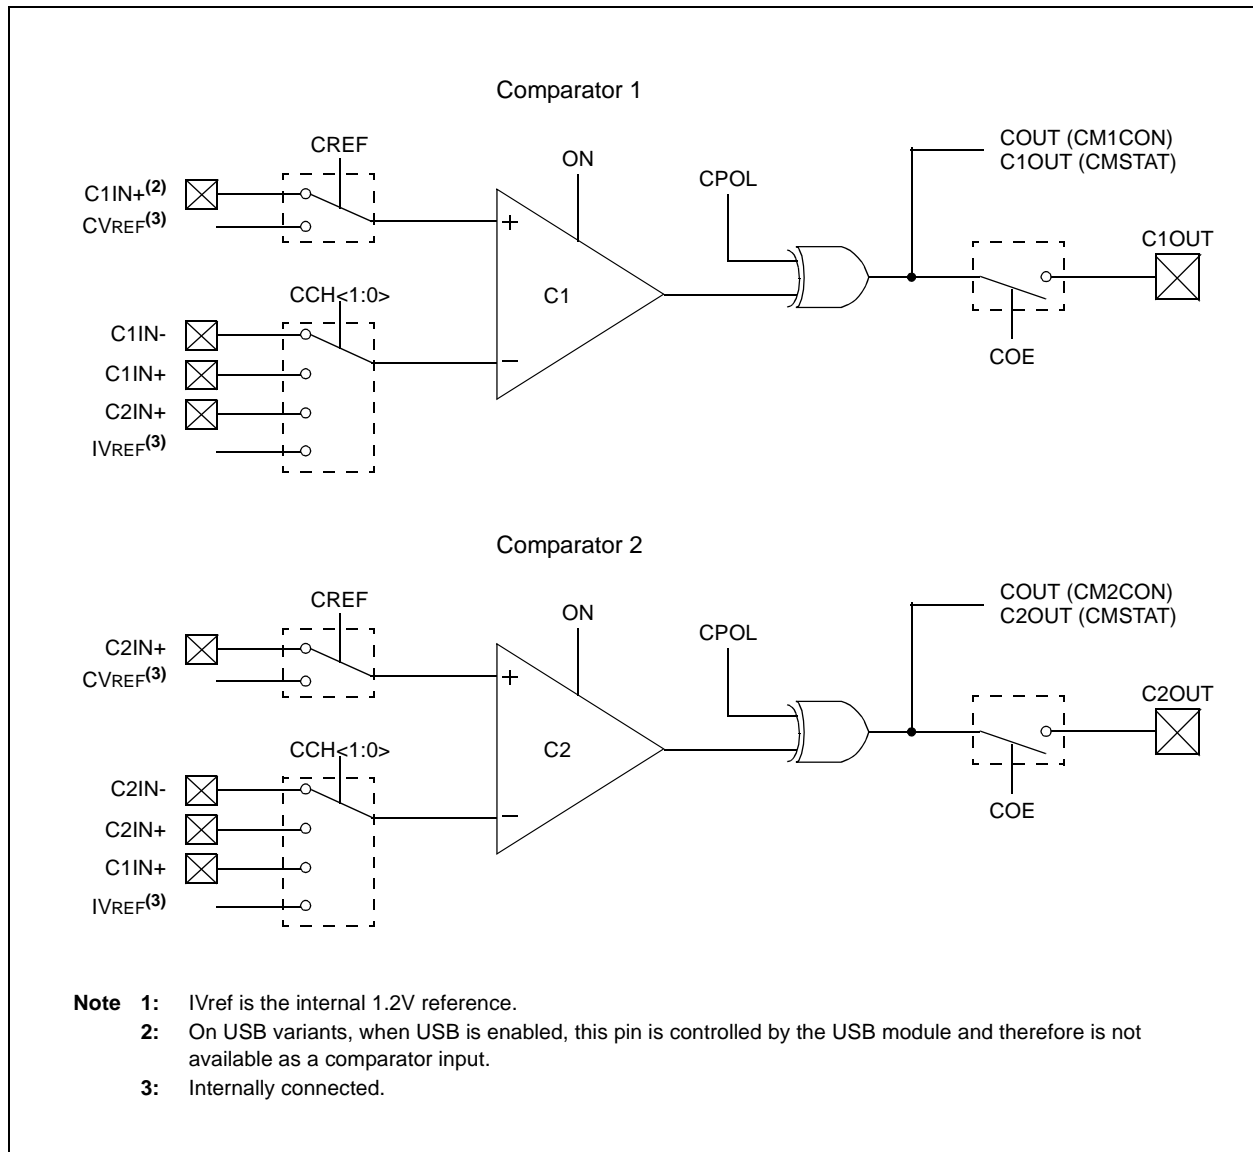 Comparator 1
CREF
ON
COUT (CM1CON)
C1OUT (CMSTAT)
CPOL
C1IN+(2)
CVREF(3)
C1OUT
+
CCH<1:0>
C1
C1IN-
COE
−
C1IN+
C2IN+
IVREF(3)
Comparator 2
CREF
ON
COUT (CM2CON)
C2OUT (CMSTAT)
CPOL
C2IN+
CVREF(3)
C2OUT
+
CCH<1:0>
C2
C2IN-
COE
−
C2IN+
C1IN+
IVREF(3)
Note 1: IVref is the internal 1.2V reference.
2: On USB variants, when USB is enabled, this pin is controlled by the USB module and therefore is not
available as a comparator input.
3: Internally connected.